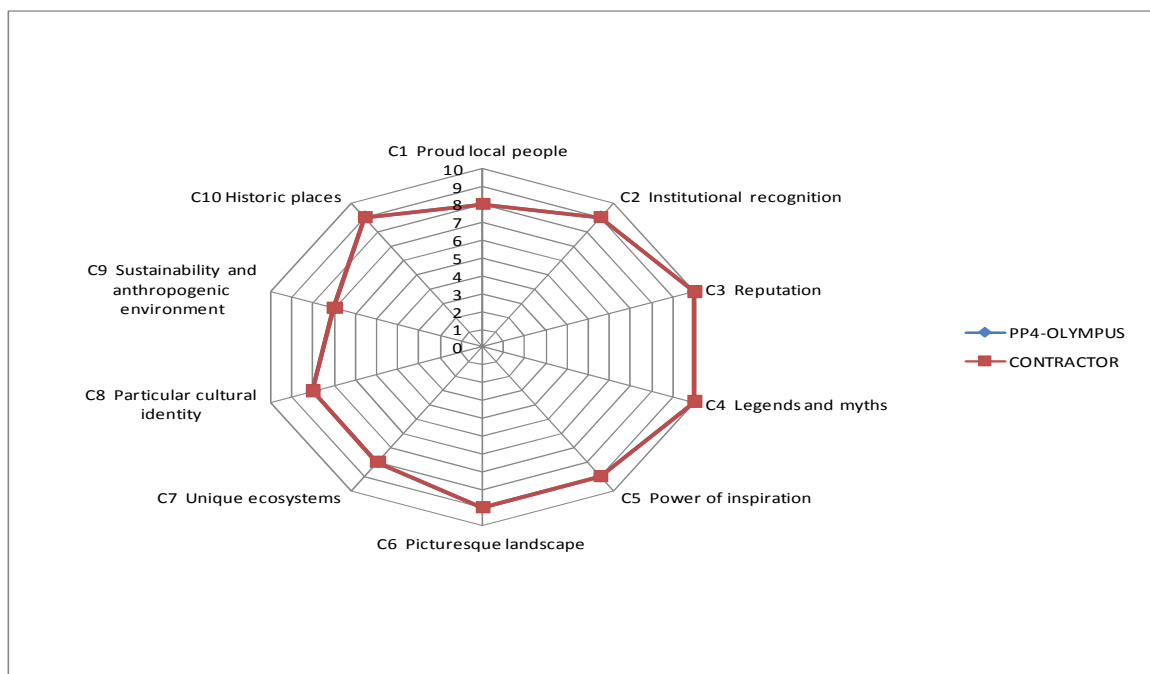 C1 Proud local people
10
9
8
7
6
5
4
3
2
1
0
C2 Institutional recognition
C3 Reputation
C4 Legends and myths
C5 Power of inspiration
C6 Picturesque landscape
C7 Unique ecosystems
C8 Particular cultural
identity
C9 Sustainability and
anthropogenic
environment
C10 Historic places
PP4-OLYMPUS
CONTRACTOR